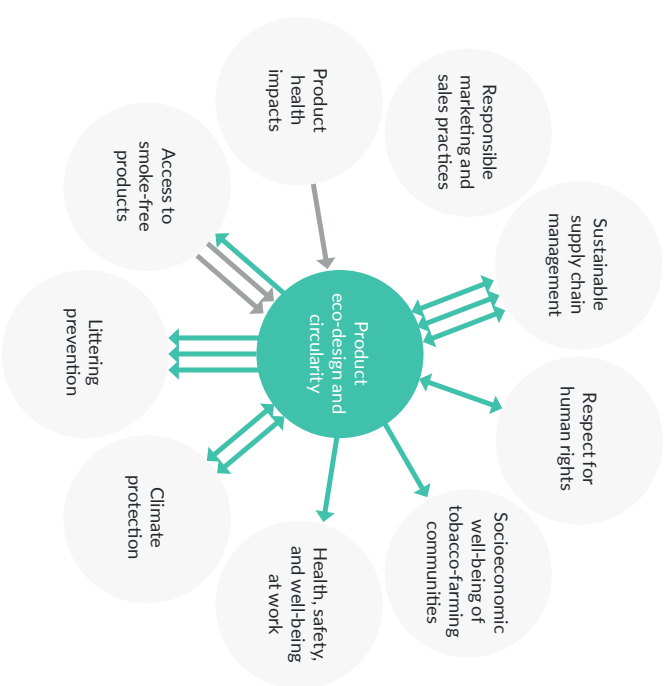 Product
eco-design and
circularity
Product
health
impacts
Responsible
marketing and
sales practices
Sustainable
supply chain
management
Respect for
human rights
Socioeconomic
well-being of
tobacco-farming
communities
Health, safety,
and well-being
at work
Climate
protection
Littering
prevention
Access to
smoke-free
products